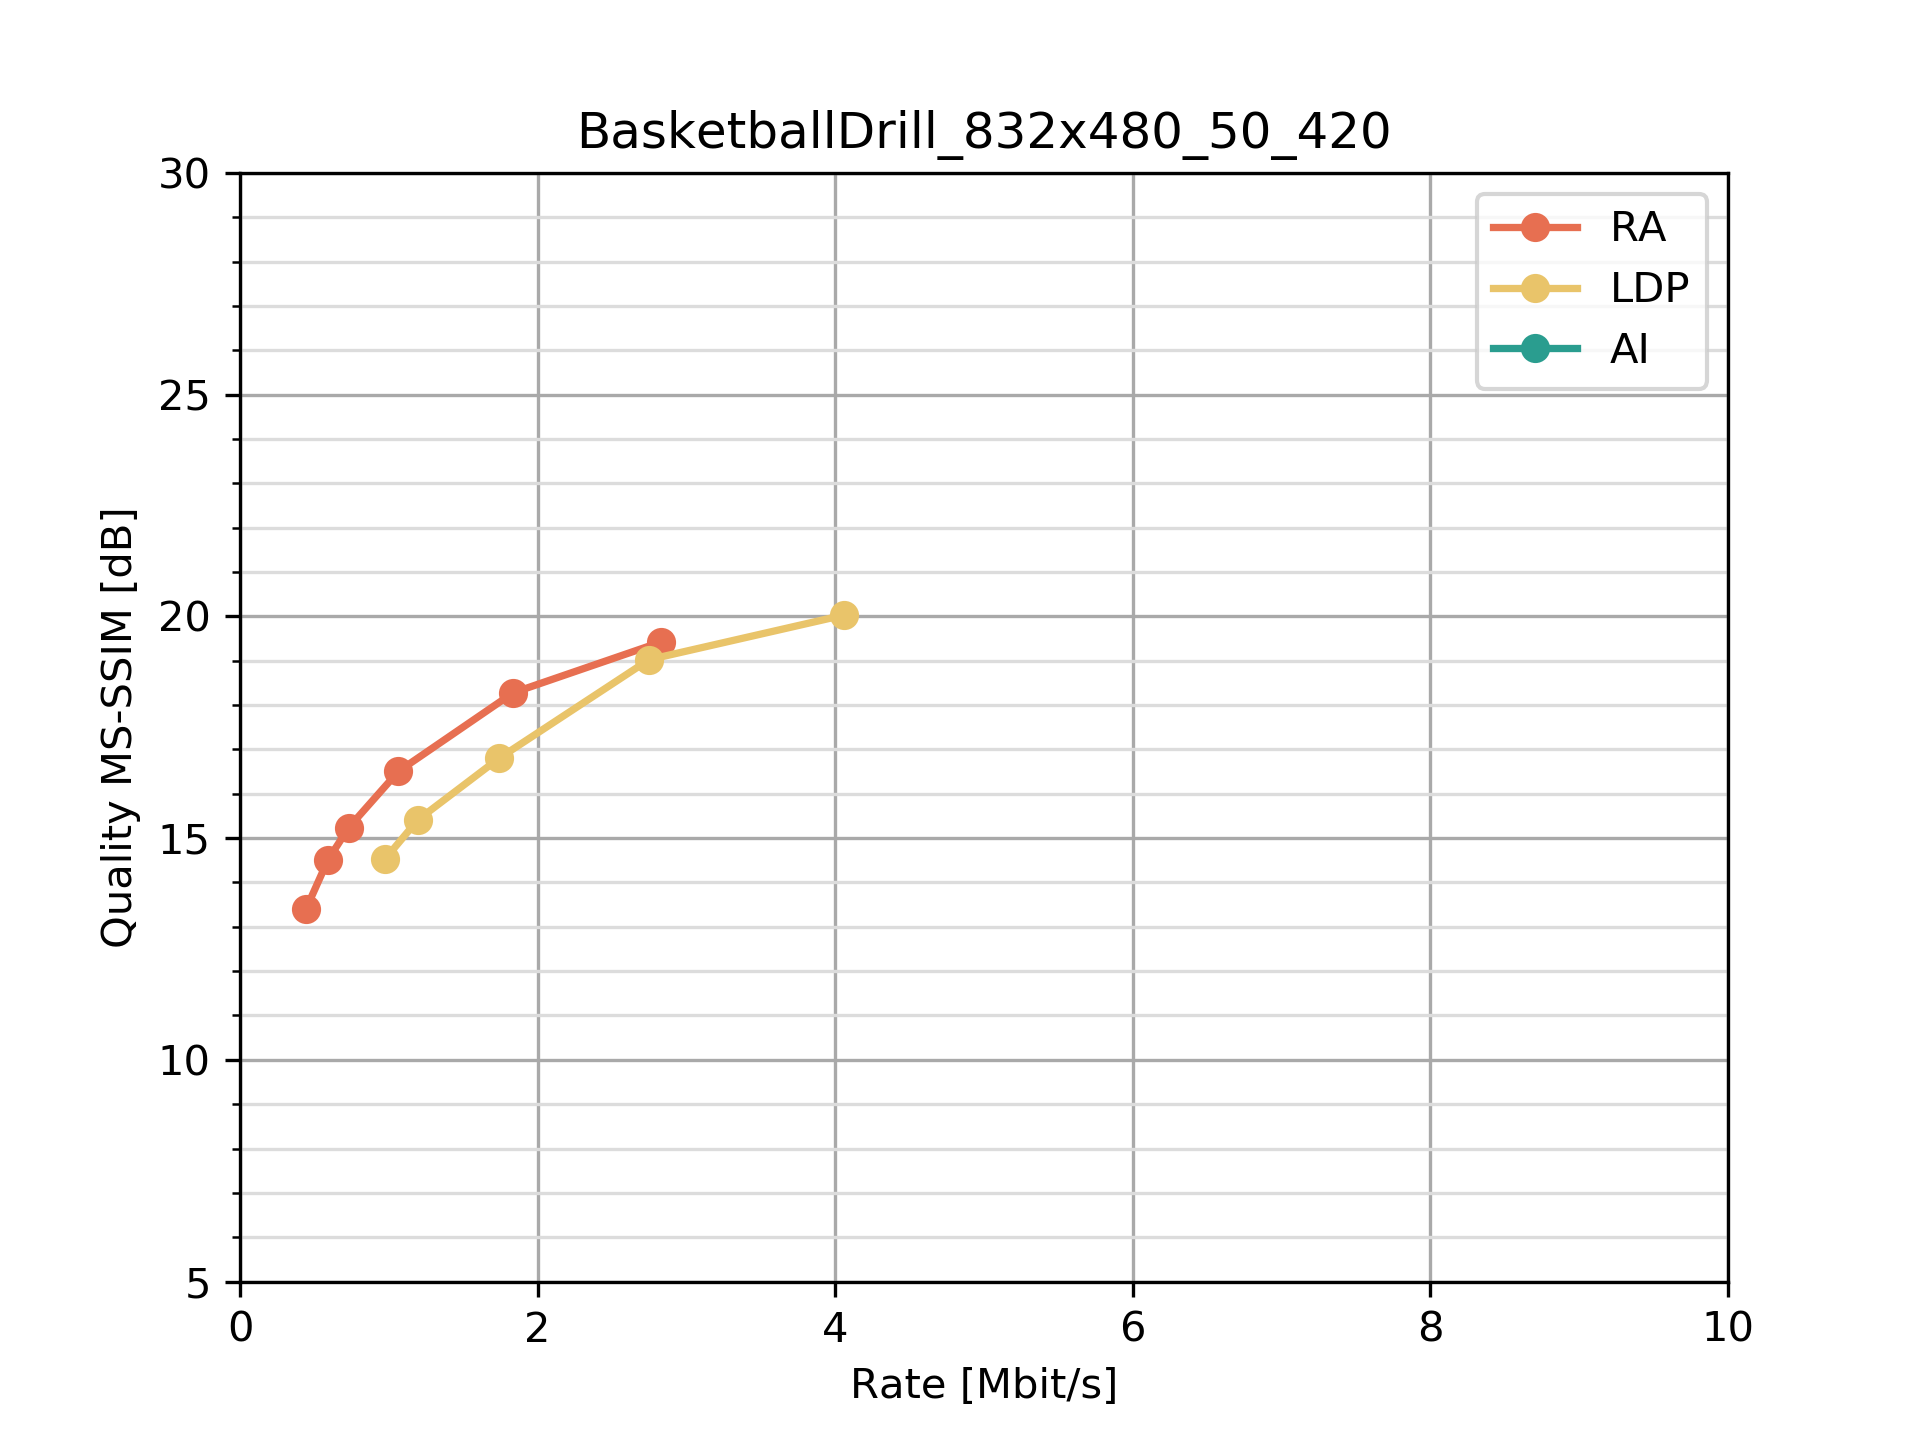 BasketballDrill_832x480_50_420
30
25
20
15
10
5
0 2 4 6 8 10
Quality MS-SSIM [dB]
Rate [Mbit/s]
RA
LDP
AI